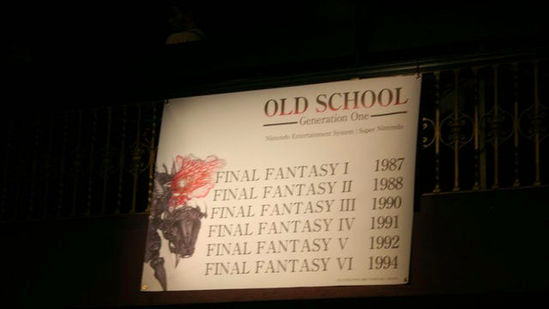 OLD SCHOOL
Generation One
Nintendo Entertainment System | Super Nintendo
FINAL FANTASY I 1987
FINAL FANTASY II 1988
FINAL FANTASY III 1990
FINAL FANTASY IV 1991
FINAL FANTASY V 1992
FINAL FANTASY VI 1994